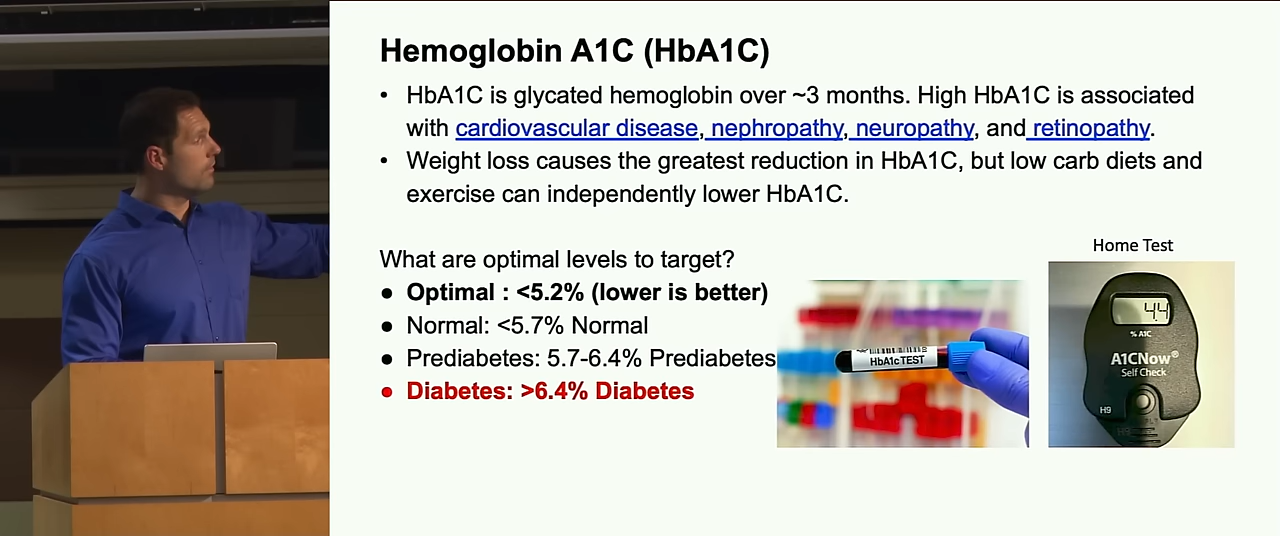 Hemoglobin A1C (HbA1C)
• HbA1C is glycated hemoglobin over ~3 months. High HbA1C is associated
with cardiovascular disease, nephropathy, neuropathy, and retinopathy.
• Weight loss causes the greatest reduction in HbA1C, but low carb diets and
exercise can independently lower HbA1C.
What are optimal levels to target?
● Optimal : <5.2% (lower is better)
● Normal: <5.7% Normal
● Prediabetes: 5.7-6.4% Prediabetes
● Diabetes: >6.4% Diabetes
HbA1c TEST
Home Test
4.4
% A1C
A1CNow®
Self Check
H9